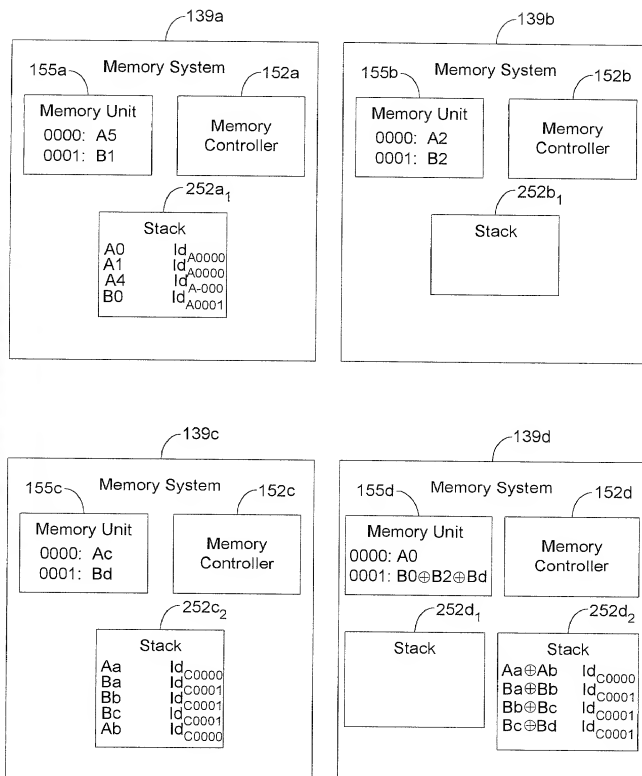 139a
Memory System
155a
152a
Memory Unit
0000: A5
0001: B1
Memory
Controller
252a1
Stack
A0 IdA0000
A1 IdA0000
A4 IdA-000
B0 IdA0001
139b
Memory System
155b
152b
Memory Unit
0000: A2
0001: B2
Memory
Controller
252b1
Stack
139c
Memory System
155c
152c
Memory Unit
0000: Ac
0001: Bd
Memory
Controller
252c2
Stack
Aa IdC0000
Ba IdC0001
Bb IdC0001
Bc IdC0001
Ab IdC0000
139d
Memory System
155d
152d
Memory Unit
0000: A0
0001: B0⊕B2⊕Bd
Memory
Controller
252d1
Stack
252d2
Stack
Aa⊕Ab IdC0000
Ba⊕Bb IdC0001
Bb⊕Bc IdC0001
Bc⊕Bd IdC0001